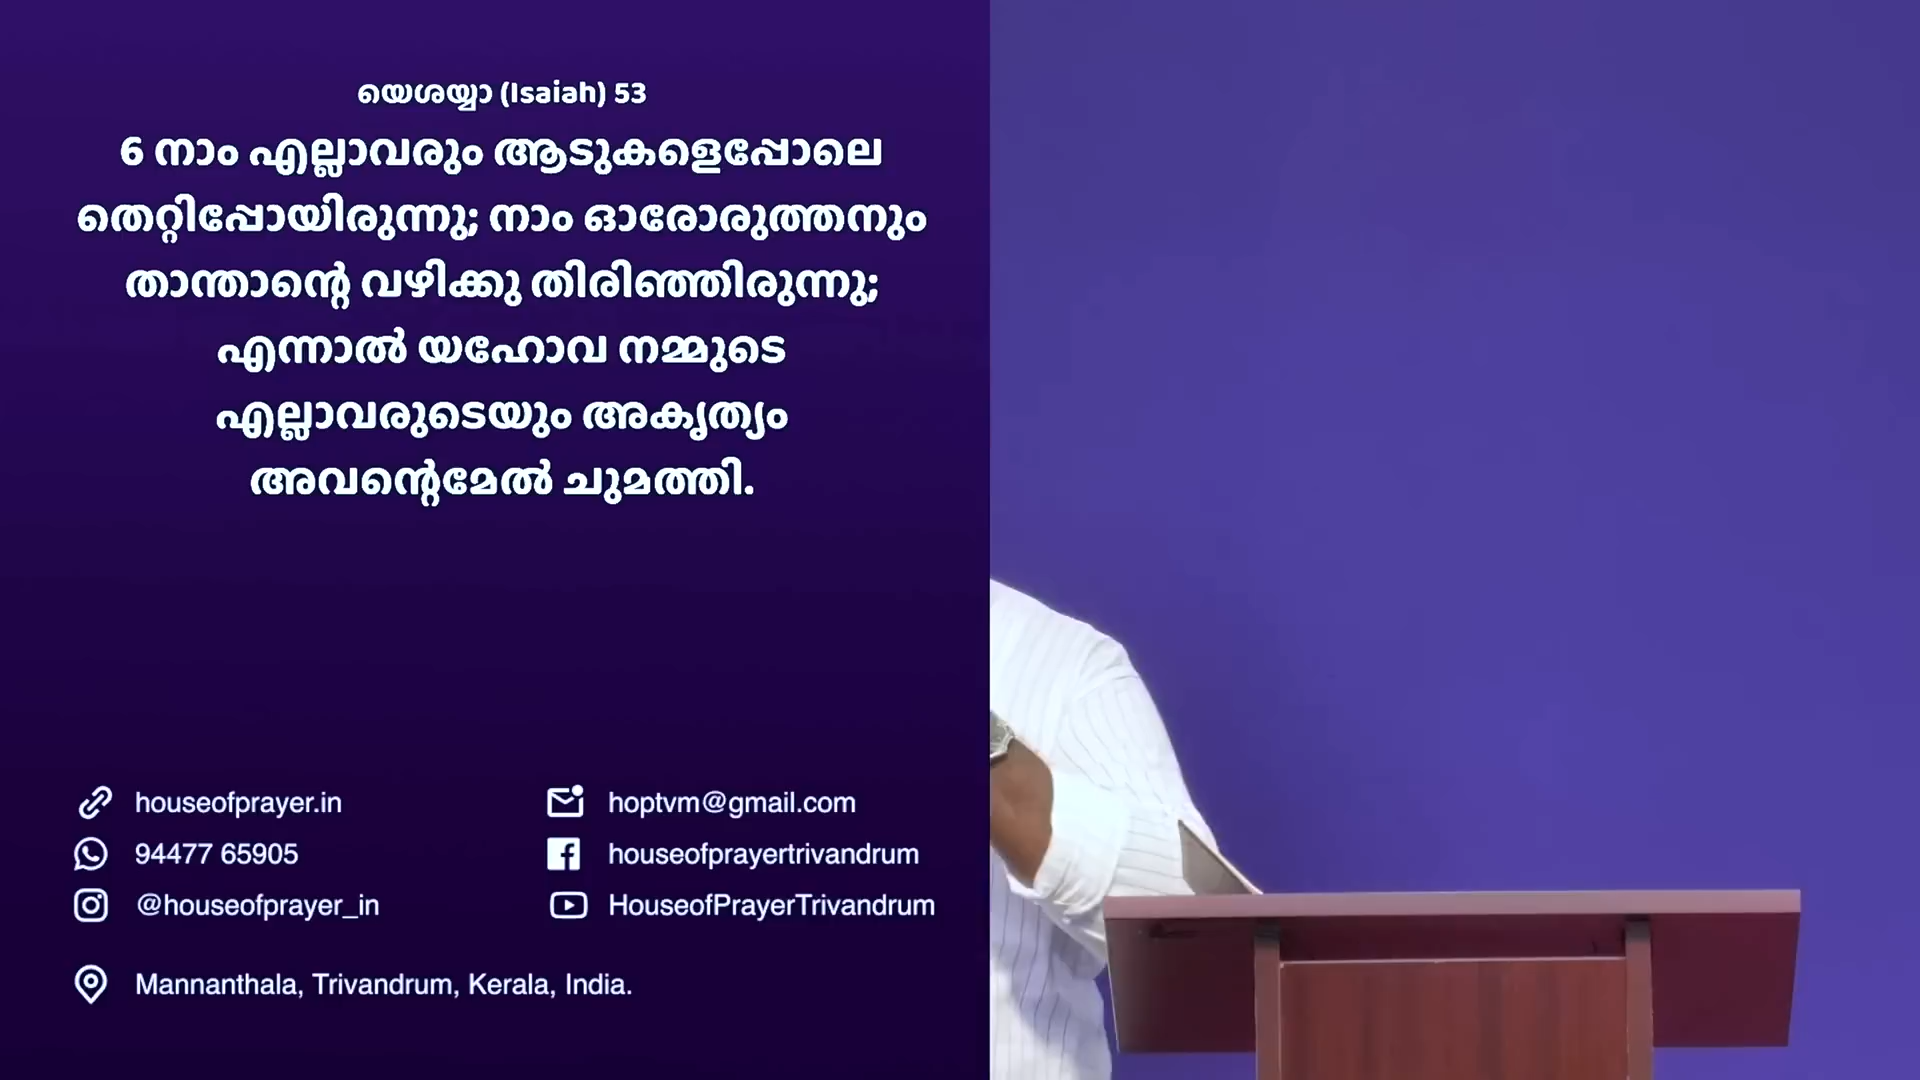 യെശയ്യാ (Isaiah) 53
6 നാം എല്ലാവരും ആടുകളെപ്പോലെ
തെറ്റിപ്പോയിരുന്നു; നാം ഓരോരുത്തനും
താന്താന്റെ വഴിക്കു തിരിഞ്ഞിരുന്നു;
എന്നാൽ യഹോവ നമ്മുടെ
എല്ലാവരുടെയും അകൃത്യം
അവന്റെമേൽ ചുമത്തി.
houseofprayer.in
hoptvm@gmail.com
94477 65905
houseofprayertrivandrum
@houseofprayer_in
HouseofPrayerTrivandrum
Mannanthala, Trivandrum, Kerala, India.